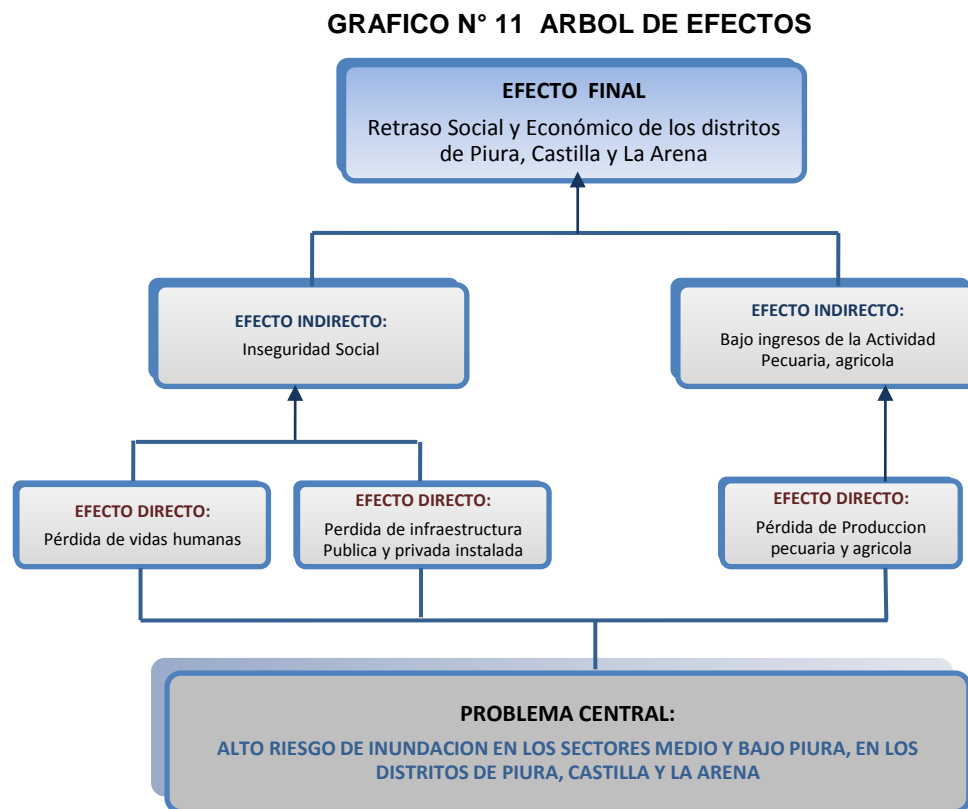 GRAFICO N° 11 ARBOL DE EFECTOS
EFECTO FINAL
Retraso Social y Económico de los distritos
de Piura, Castilla y La Arena
EFECTO INDIRECTO:
Inseguridad Social
EFECTO INDIRECTO:
Bajo ingresos de la Actividad
Pecuaria, agricola
EFECTO DIRECTO:
Pérdida de vidas humanas
EFECTO DIRECTO:
Perdida de infraestructura
Publica y privada instalada
EFECTO DIRECTO:
Pérdida de Produccion
pecuaria y agricola
PROBLEMA CENTRAL:
ALTO RIESGO DE INUNDACION EN LOS SECTORES MEDIO Y BAJO PIURA, EN LOS
DISTRITOS DE PIURA, CASTILLA Y LA ARENA